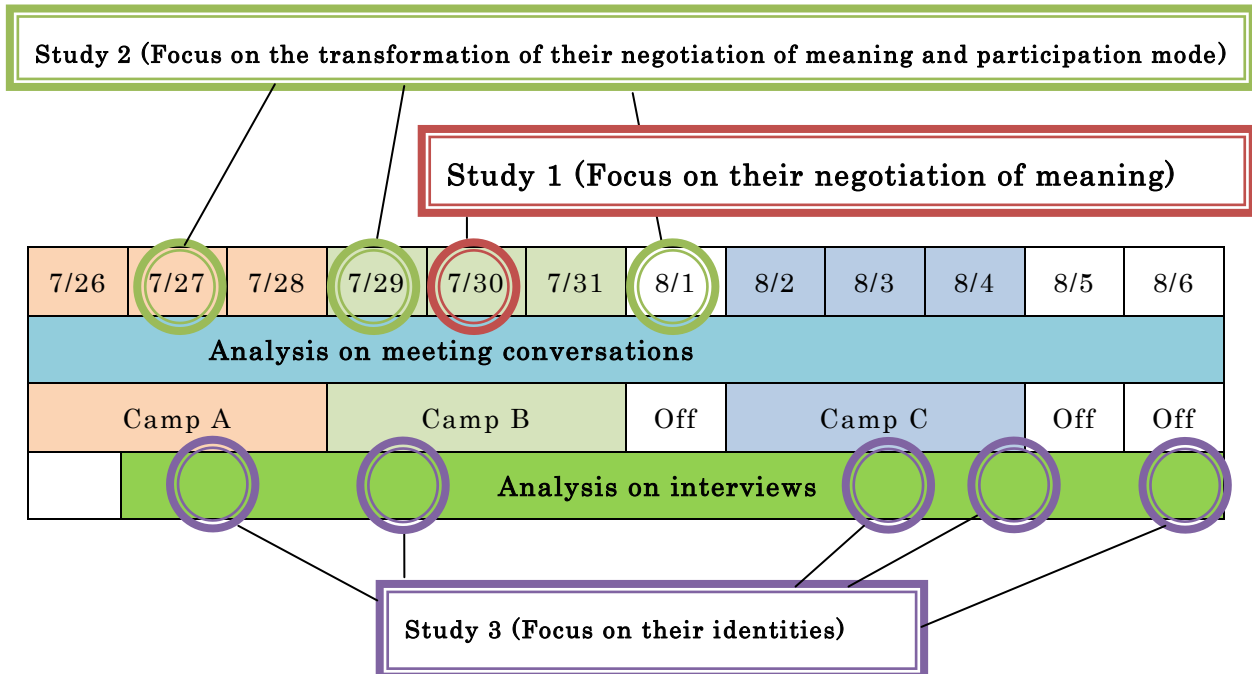 Study 2 (Focus on the transformation of their negotiation of meaning and participation mode)
Study 1 (Focus on their negotiation of meaning)
7/26 7/27 7/28 7/29 7/30 7/31 8/1 8/2 8/3 8/4 8/5 8/6
Analysis on meeting conversations
Camp A Camp B Off Camp C Off Off
Analysis on interviews
Study 3 (Focus on their identities)